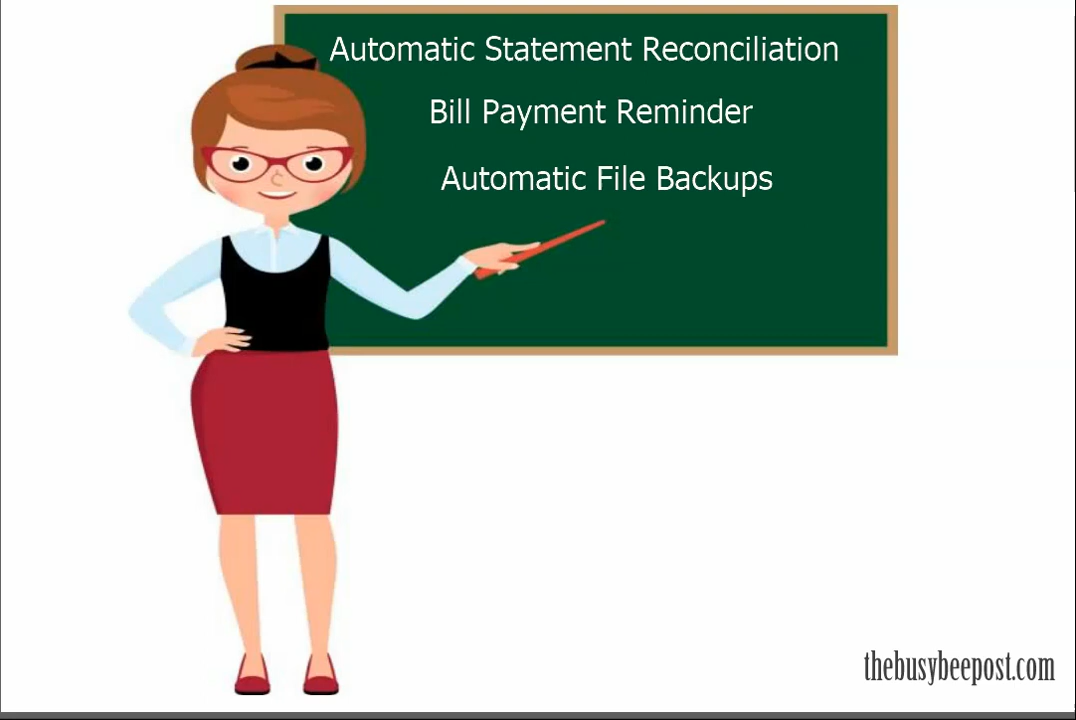 Automatic Statement Reconciliation
Bill Payment Reminder
Automatic File Backups
thebusybeepost.com